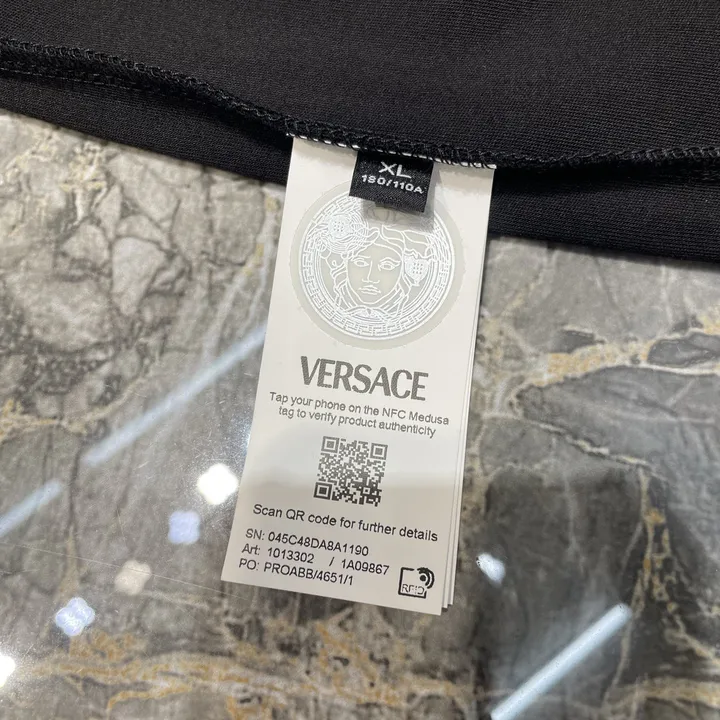 XL
180/110A
VERSACE
Tap your phone on the NFC Medusa
tag to verify product authenticity
Scan QR code for further details
SN: 045C48DA8A1190
Art: 1013302 / 1A09867
PO: PROABB/4651/1
RFID